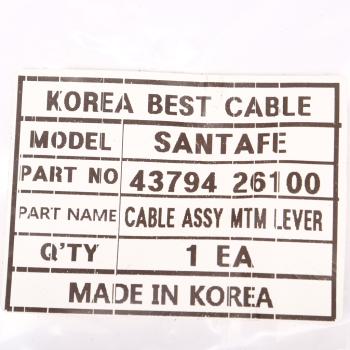 KOREA BEST CABLE
MODEL SANTAFE
PART NO 43794 26100
PART NAME CABLE ASSY MTM LEVER
Q'TY 1 EA
MADE IN KOREA